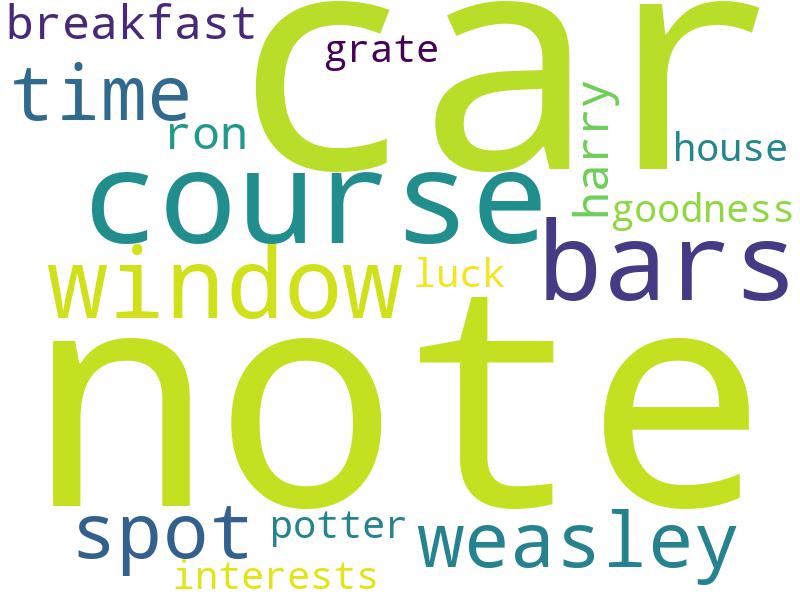 breakfast
car
grate
time
ron
harry
house
course
goodness
bars
window
luck
note
spot
potter
weasley
interests